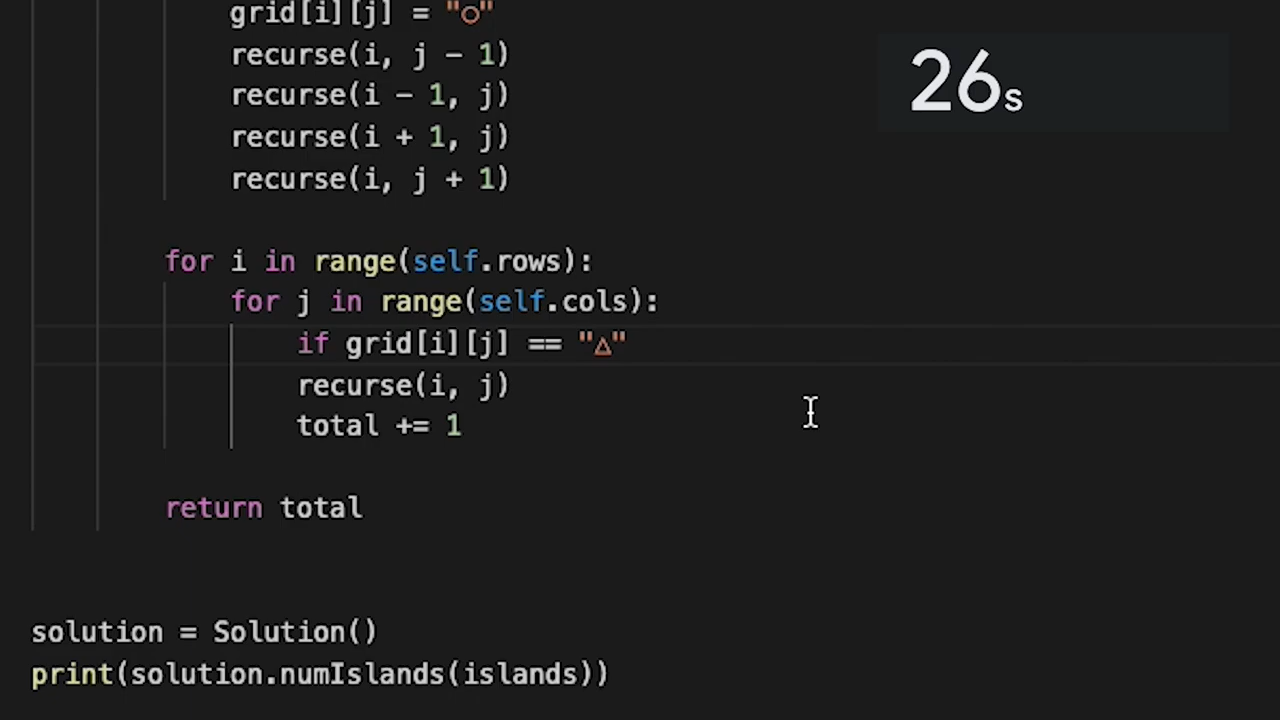 grid[i][j] = "○"
recurse(i, j - 1)
recurse(i - 1, j)
recurse(i + 1, j)
recurse(i, j + 1)
for i in range(self.rows):
for j in range(self.cols):
if grid[i][j] == "△"
recurse(i, j)
total += 1
return total
solution = Solution()
print(solution.numIslands(islands))
26s